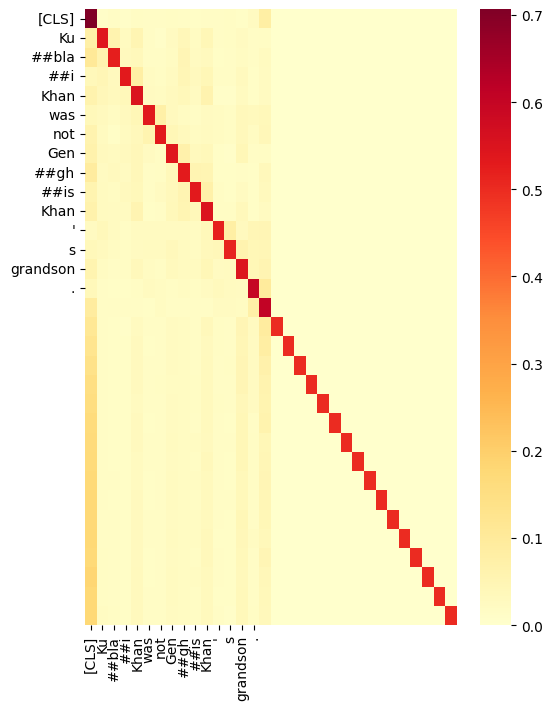 [CLS]
Ku
##bla
##i
Khan
was
not
Gen
##gh
##is
Khan
'
s
grandson
.
[CLS]
Ku
##bla
##i
Khan
was
not
Gen
##gh
##is
Khan
'
s
grandson
.
0.7
0.6
0.5
0.4
0.3
0.2
0.1
0.0